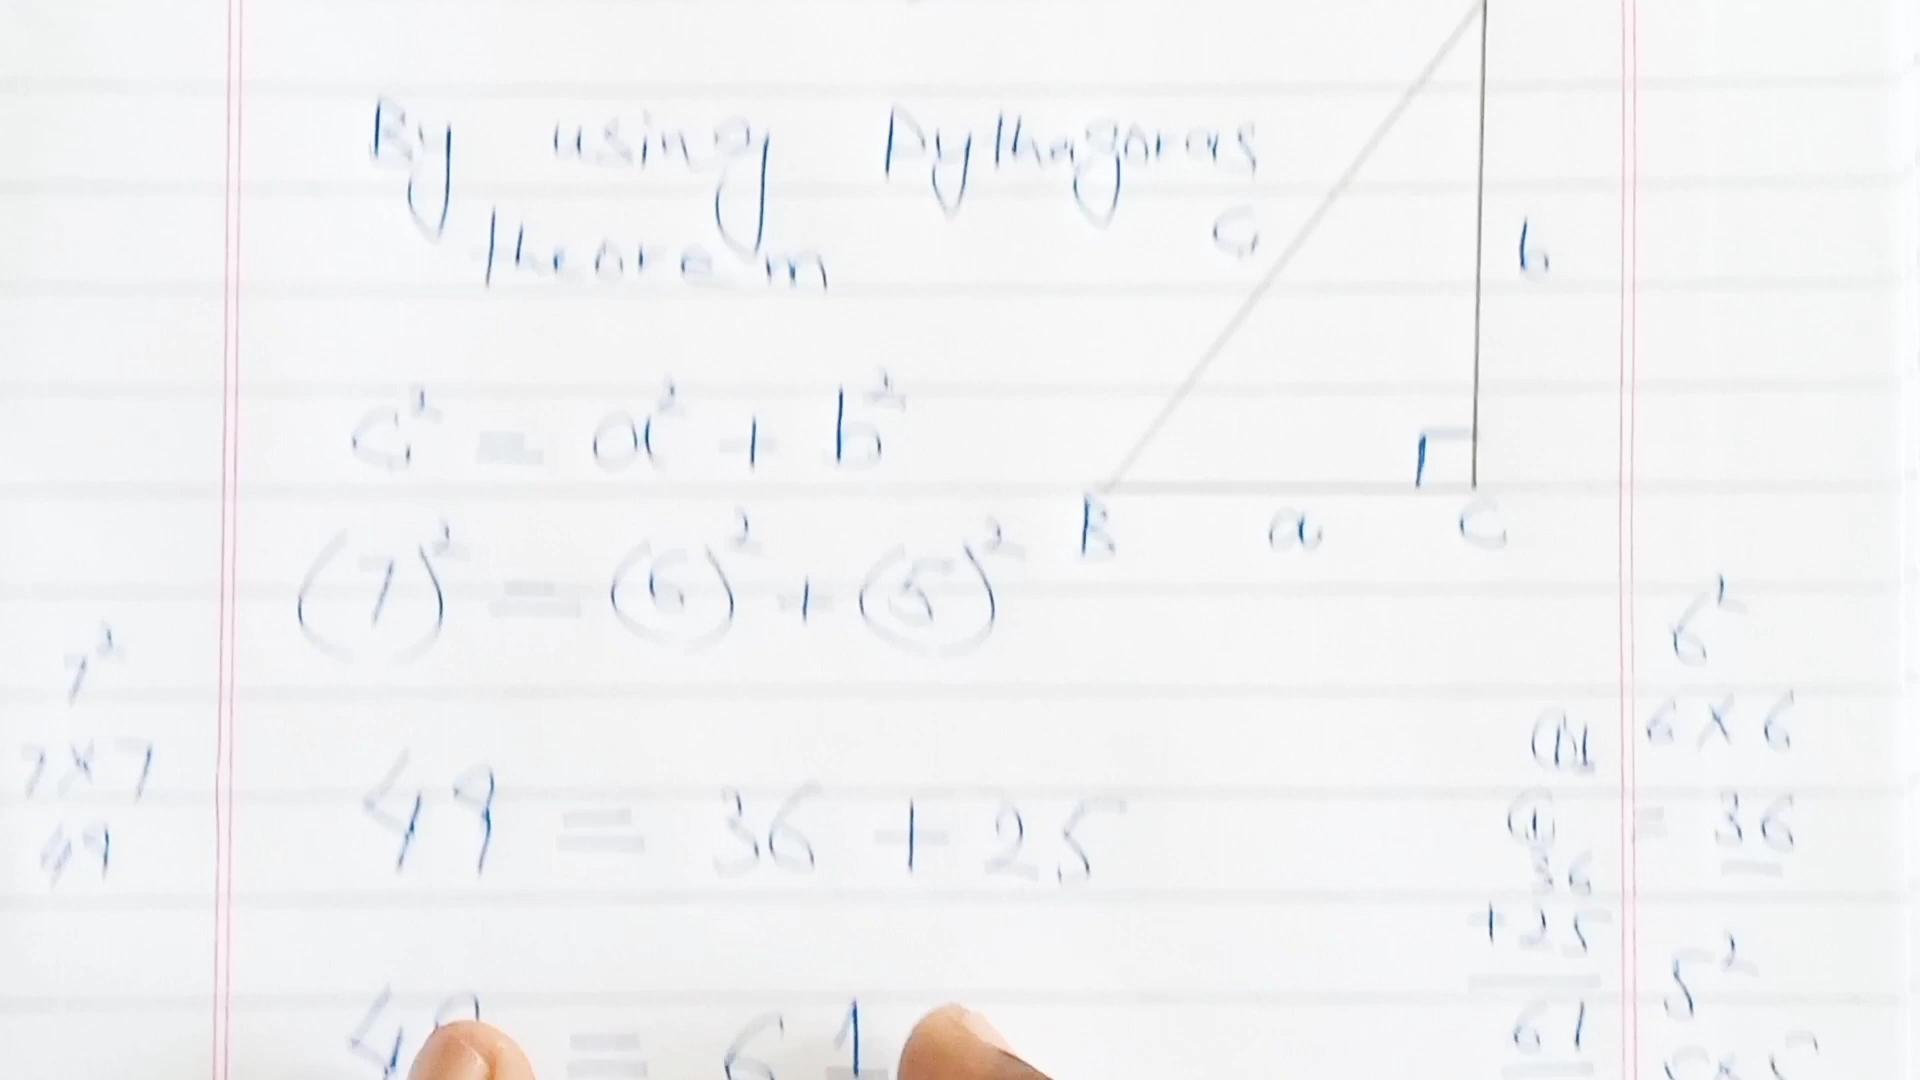 By using Pythagoras
theorem
c
b
c² = a² + b²
B a C
(7)² = (6)² + (5)²
7²
7 × 7
49
49 = 36 + 25
6²
6 × 6
= 36
36
+ 25
61
5²
= 61